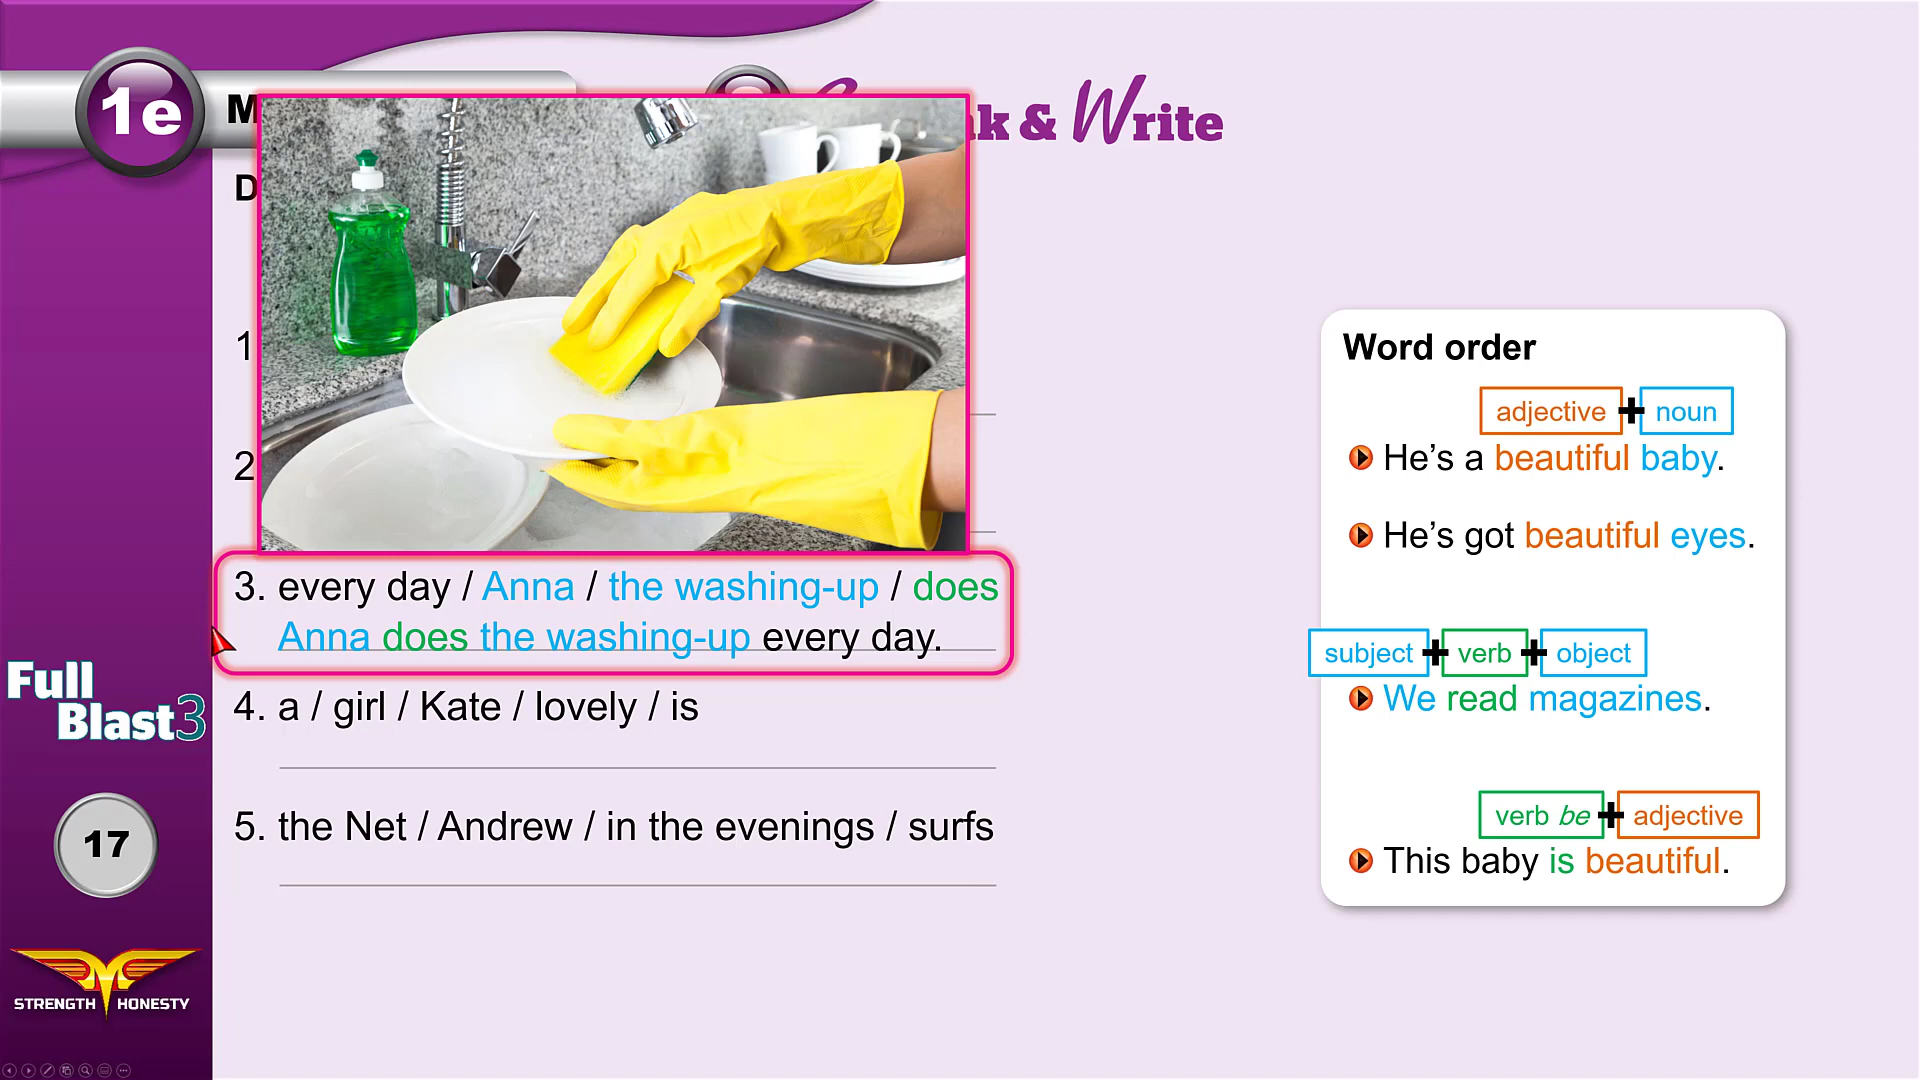 1e
M
k & Write
D
1
2
3. every day / Anna / the washing-up / does
Anna does the washing-up every day.
4. a / girl / Kate / lovely / is
5. the Net / Andrew / in the evenings / surfs
Word order
adjective + noun
He’s a beautiful baby.
He’s got beautiful eyes.
subject + verb + object
We read magazines.
verb be + adjective
This baby is beautiful.
Full
Blast3
17
STRENGTH HONESTY